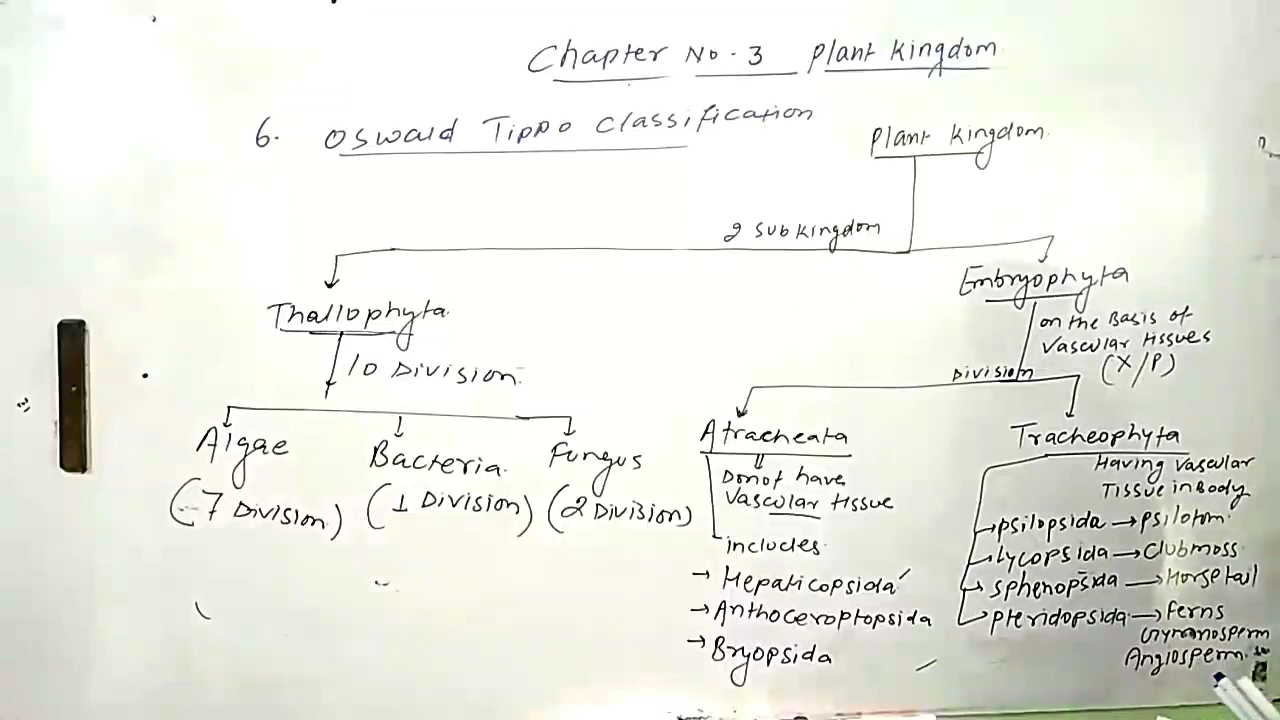 Chapter No-3 Plant Kingdom
6. Oswald Tippo Classification
Plant Kingdom
2 Sub kingdom
Thallophyta
10 Division
Algae
(7 Division)
Bacteria
(1 Division)
Fungus
(2 Division)
Embryophyta
on the Basis of
Vascular tissues
(X/P)
Division
Atracheata
Donot have
Vascular tissue
includes
→ Hepaticopsida
→ Anthoceroptopsida
→ Bryopsida
Tracheophyta
Having Vascular
Tissue in Body
Psilopsida → Psilotom
Lycopsida → Clubmoss
Sphenopsida → Horsetail
Pteridopsida → Ferns
Gymnosperm
Angiosperm